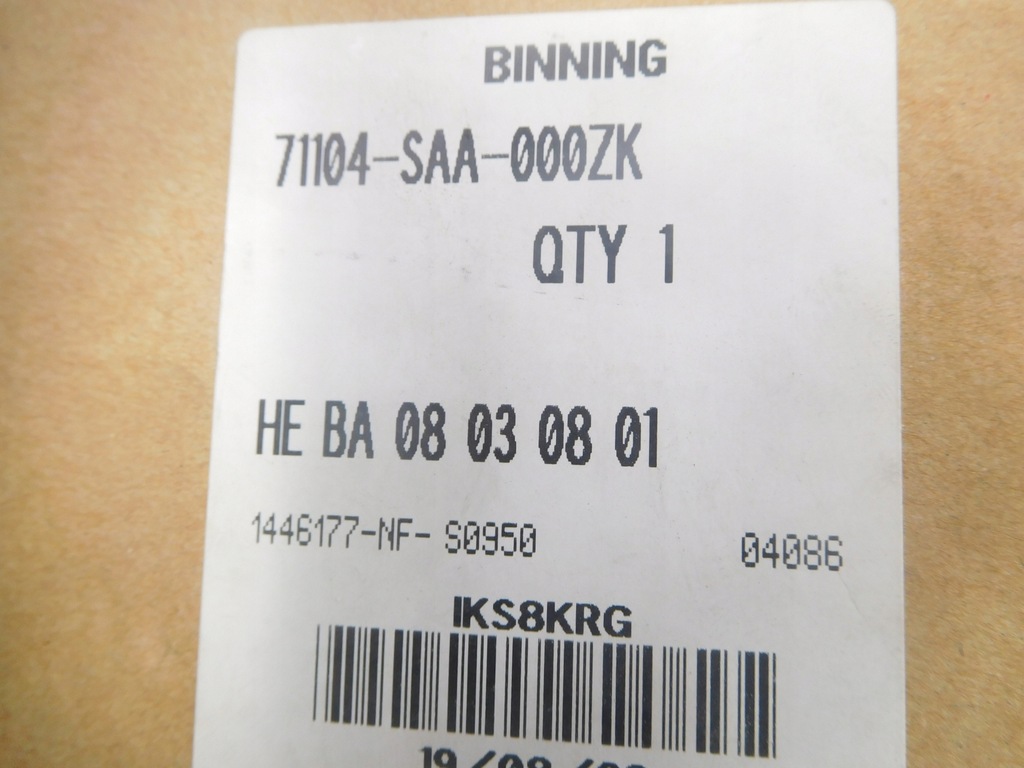 BINNING
71104-SAA-000ZK
QTY 1
HE BA 08 03 08 01
1446177-NF- S0950 04086
IKS8KRG